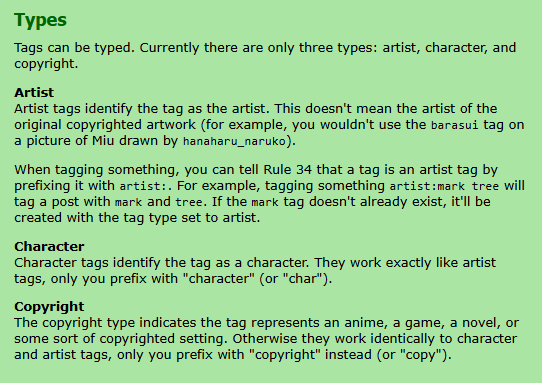 Types
Tags can be typed. Currently there are only three types: artist, character, and
copyright.
Artist
Artist tags identify the tag as the artist. This doesn't mean the artist of the
original copyrighted artwork (for example, you wouldn't use the barasui tag on
a picture of Miu drawn by hanaharu_naruko).
When tagging something, you can tell Rule 34 that a tag is an artist tag by
prefixing it with artist:. For example, tagging something artist:mark tree will
tag a post with mark and tree. If the mark tag doesn't already exist, it'll be
created with the tag type set to artist.
Character
Character tags identify the tag as a character. They work exactly like artist
tags, only you prefix with "character" (or "char").
Copyright
The copyright type indicates the tag represents an anime, a game, a novel, or
some sort of copyrighted setting. Otherwise they work identically to character
and artist tags, only you prefix with "copyright" instead (or "copy").